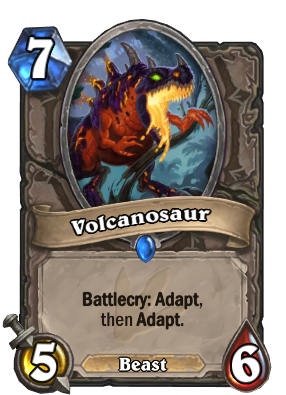 7
Volcanosaur
Battlecry: Adapt,
then Adapt.
5
Beast
6